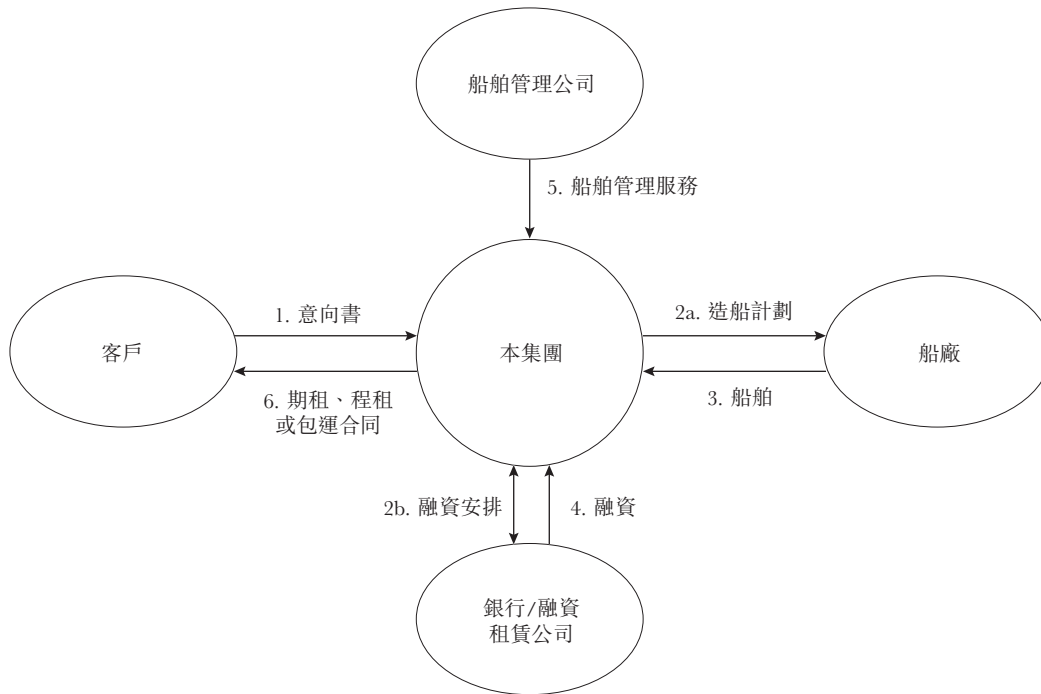 船舶管理公司
5. 船舶管理服務
1. 意向書
2a. 造船計劃
客戶
本集團
船廠
6. 期租、程租
或包運合同
3. 船舶
2b. 融資安排
4. 融資
銀行/融資
租賃公司